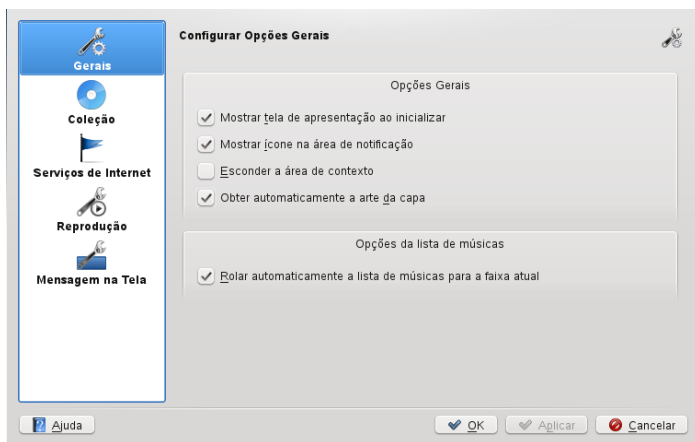 Gerais
Coleção
Serviços de Internet
Reprodução
Mensagem na Tela
Configurar Opções Gerais
Opções Gerais
Mostrar tela de apresentação ao inicializar
Mostrar ícone na área de notificação
Esconder a área de contexto
Obter automaticamente a arte da capa
Opções da lista de músicas
Rolar automaticamente a lista de músicas para a faixa atual
Ajuda
OK
Aplicar
Cancelar